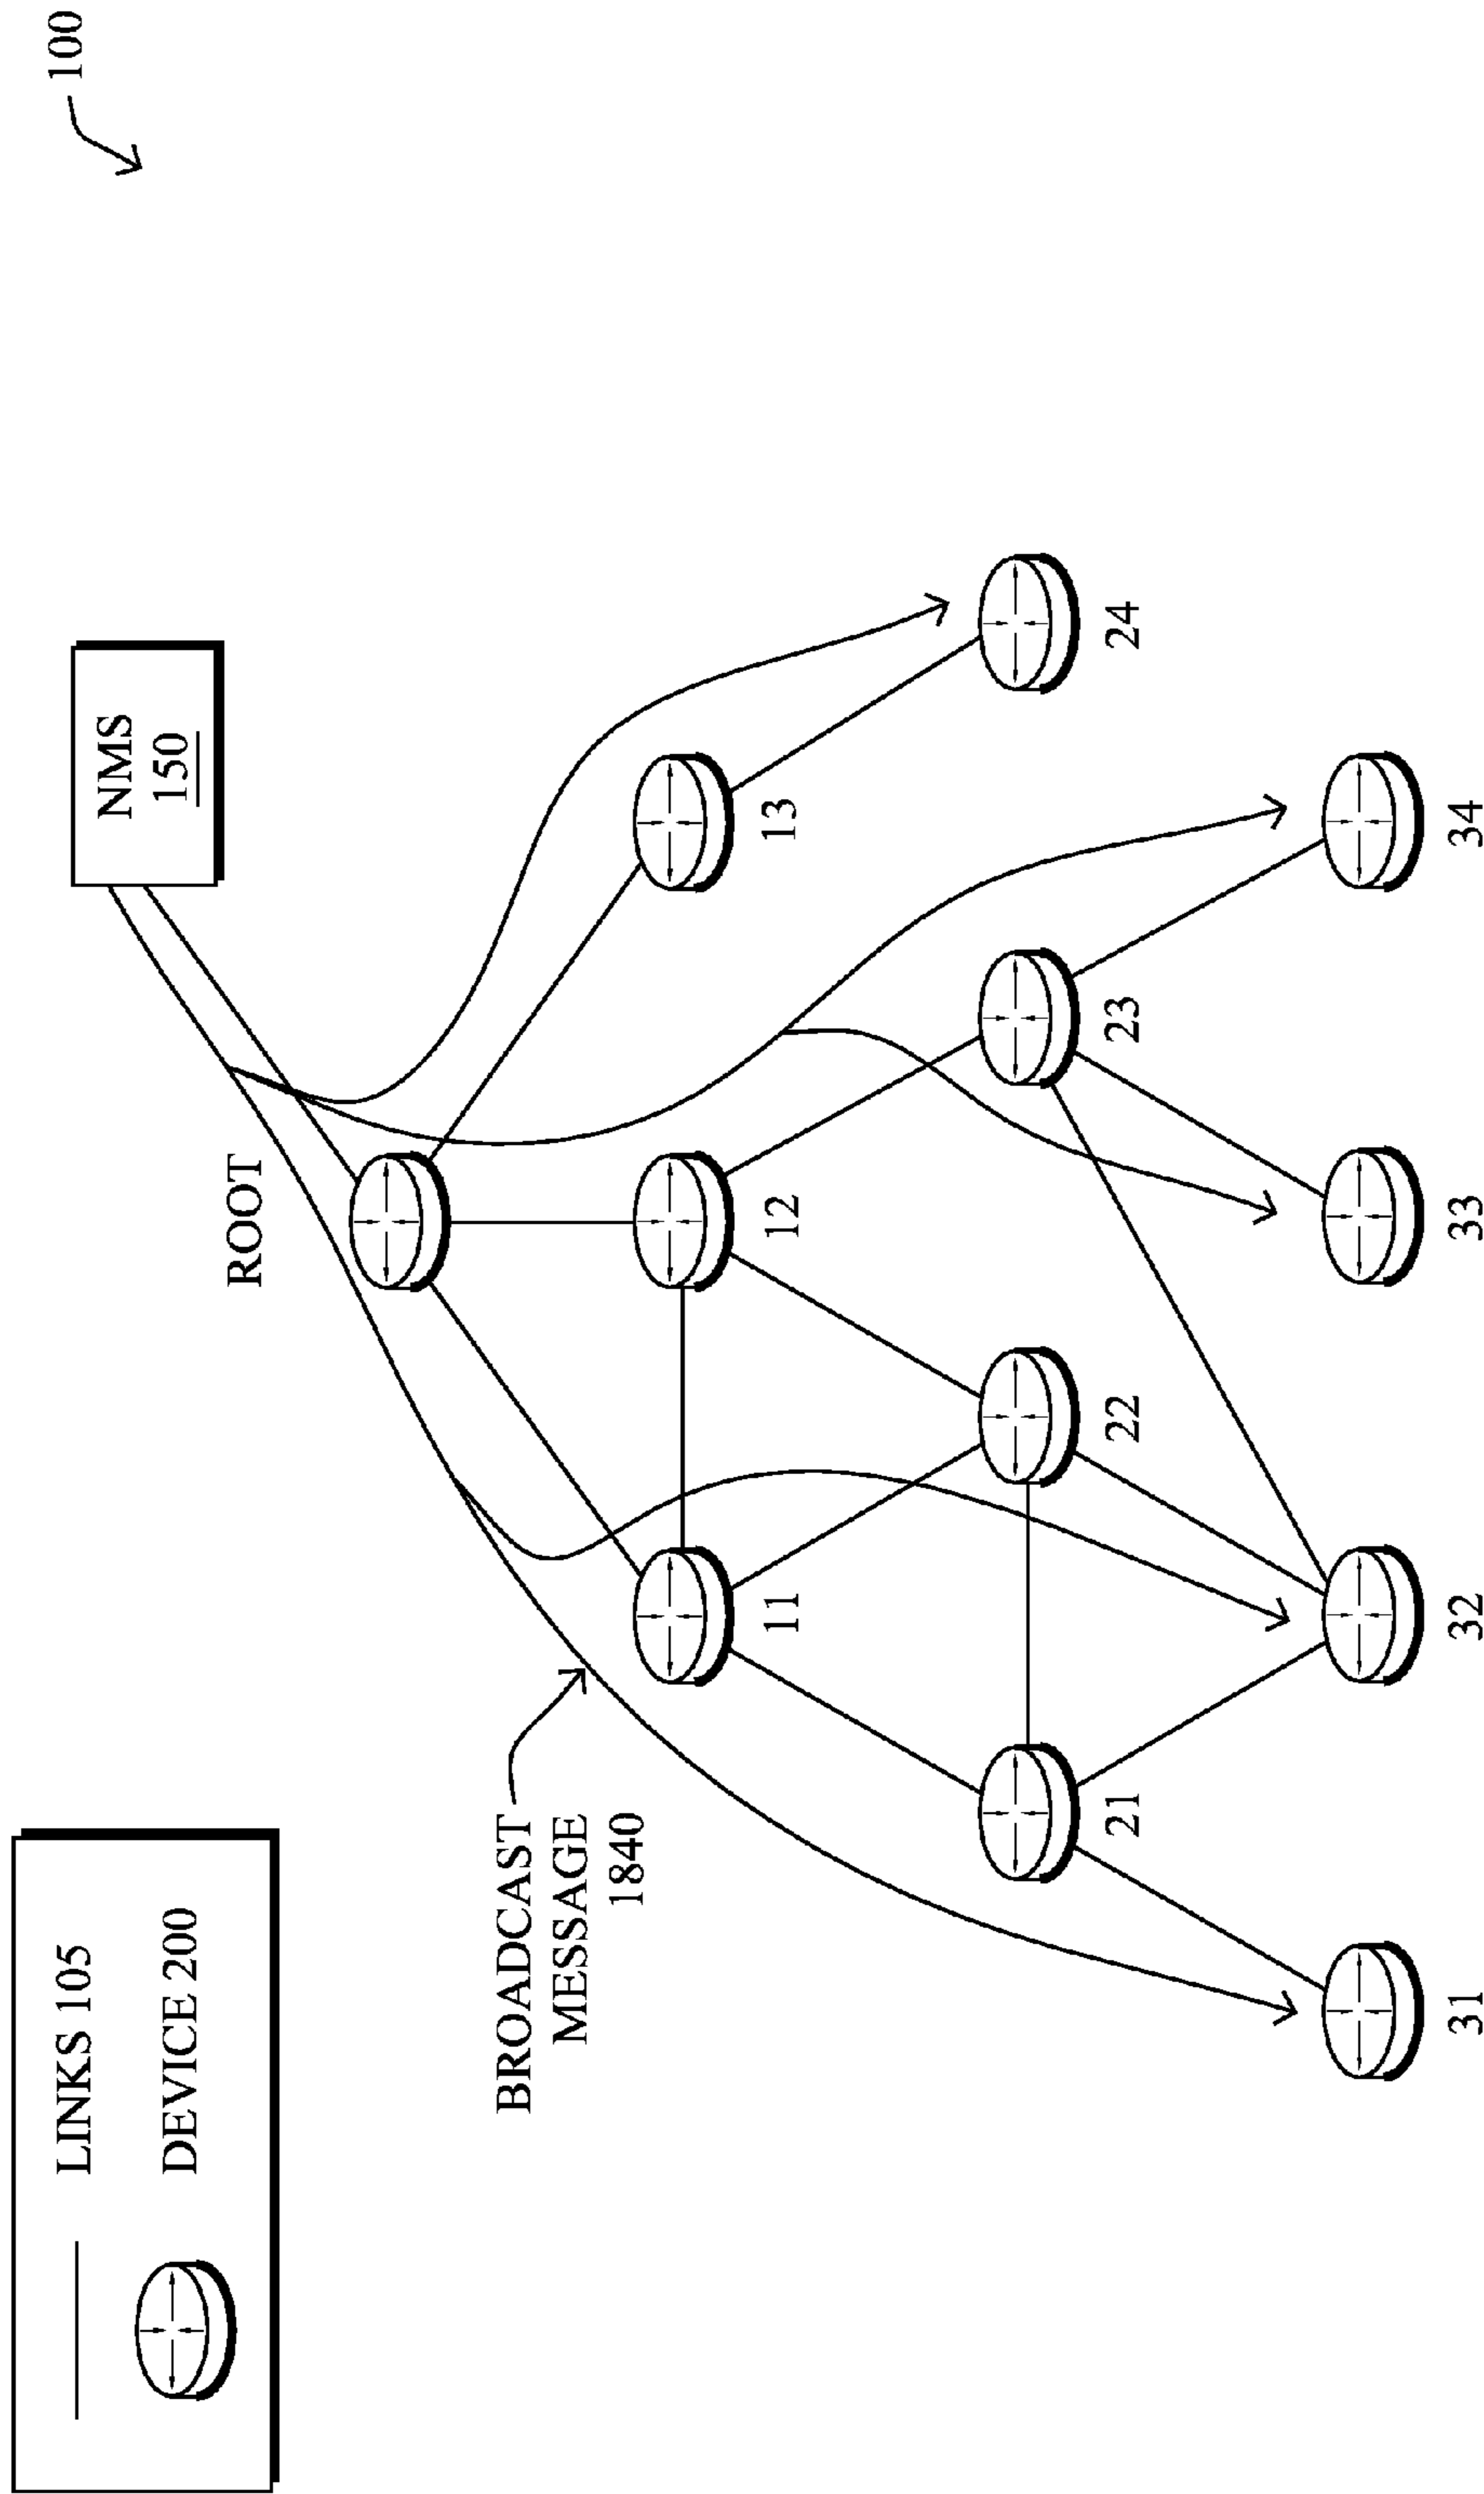 100
LINKS 105
DEVICE 200
NMS
150
ROOT
BROADCAST
MESSAGE
1840
11
12
13
21
22
23
24
31
32
33
34